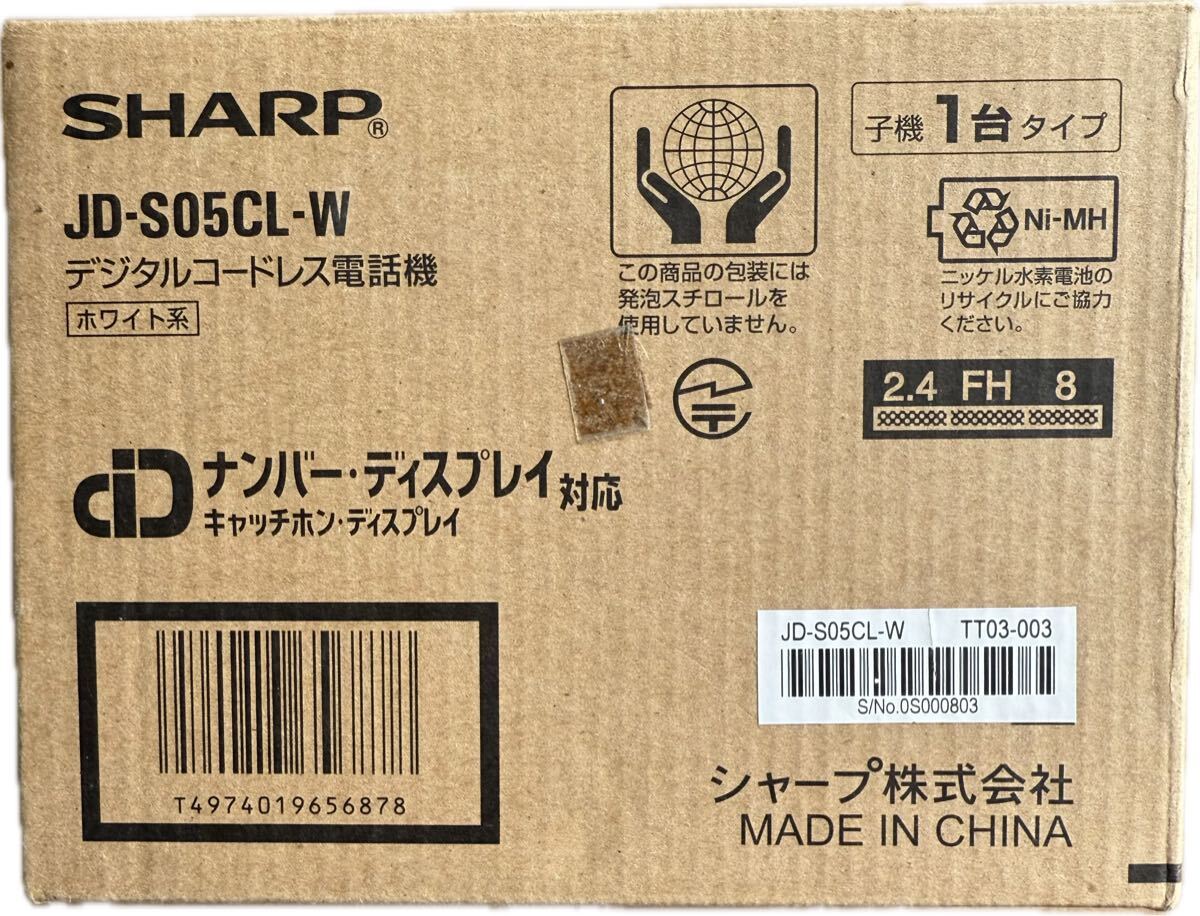 SHARP®
JD-S05CL-W
デジタルコードレス電話機
ホワイト系
この商品の包装には
発泡スチロールを
使用していません。
子機 1台 タイプ
Ni-MH
ニッケル水素電池の
リサイクルにご協力
ください。
2.4 FH 8
ナンバー・ディスプレイ
キャッチホン・ディスプレイ
対応
T4974019656878
JD-S05CL-W TT03-003
S/No.0S000803
シャープ株式会社
MADE IN CHINA